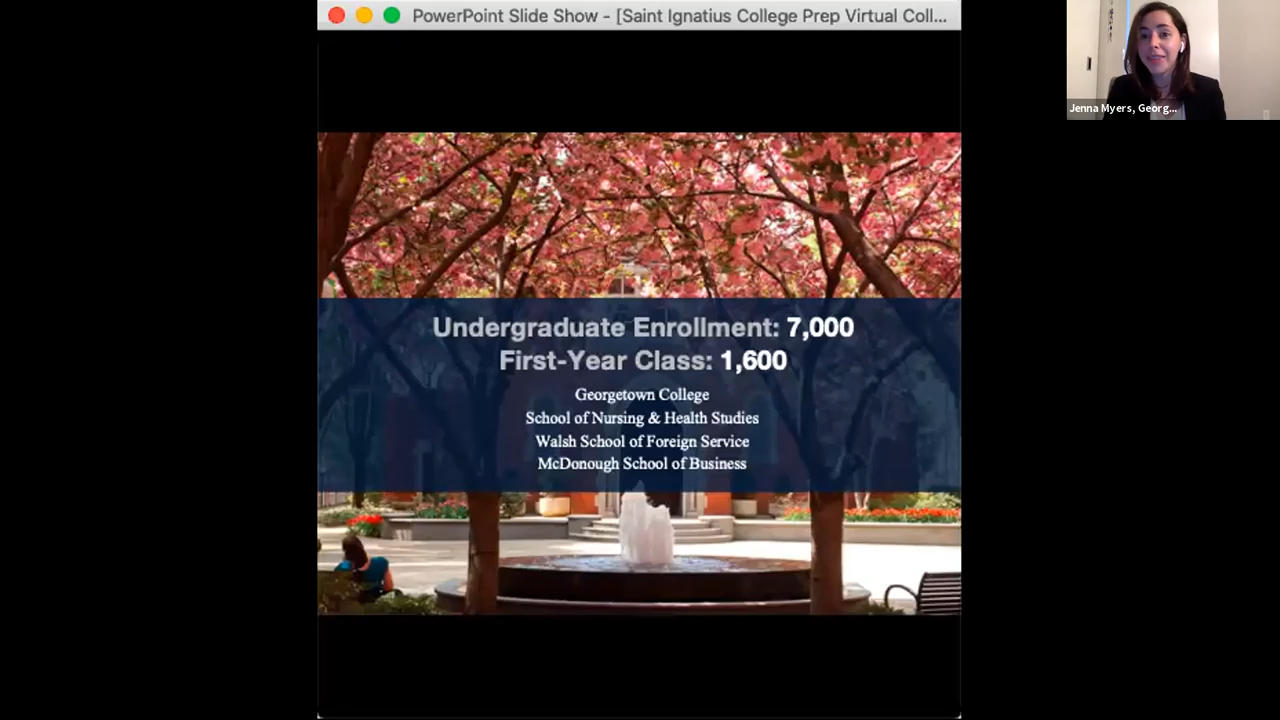 PowerPoint Slide Show - [Saint Ignatius College Prep Virtual Coll...
Jenna Myers, Georg...
Undergraduate Enrollment: 7,000
First-Year Class: 1,600
Georgetown College
School of Nursing & Health Studies
Walsh School of Foreign Service
McDonough School of Business